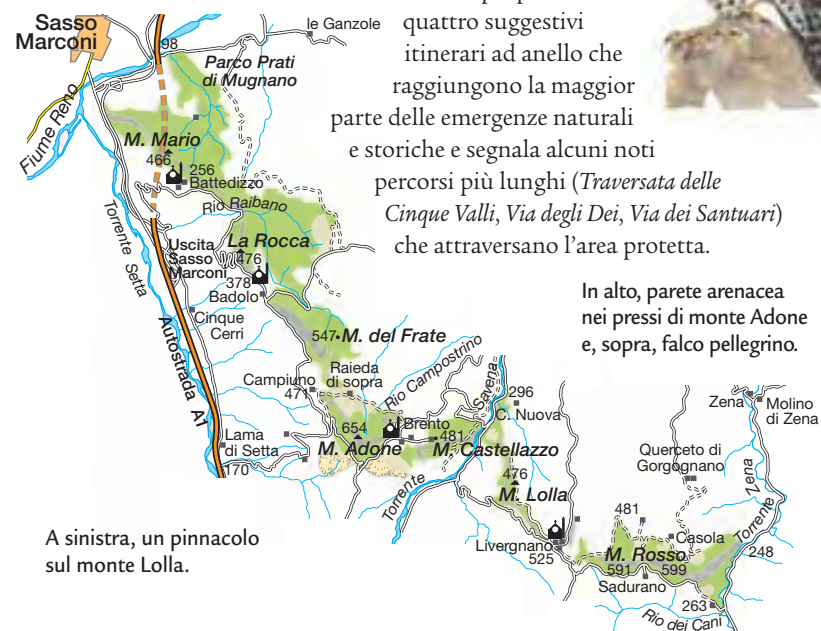 quattro suggestivi
itinerari ad anello che
raggiungono la maggior
parte delle emergenze naturali
e storiche e segnala alcuni noti
percorsi più lunghi (Traversata delle
Cinque Valli, Via degli Dei, Via dei Santuari)
che attraversano l'area protetta.
In alto, parete arenacea
nei pressi di monte Adone
e, sopra, falco pellegrino.
A sinistra, un pinnacolo
sul monte Lolla.
Sasso
Marconi
98
le Ganzole
Parco Prati
di Mugnano
Fiume Reno
M. Mario
466
256
Battedizzo
Rio Raibano
Torrente Setta
Uscita
Sasso
Marconi
La Rocca
476
378
Badolo
Cinque
Cerri
Autostrada A1
547
M. del Frate
Raieda
di sopra
Rio Campostrino
Campiuno
471
Savena
296
C. Nuova
Lama
di Setta
170
654
Brento
M. Adone
481
M. Castellazzo
Torrente
476
M. Lolla
Livergnano
525
Zena
Molino
di Zena
Querceto di
Gorgognano
481
Casola
Torrente Zena
248
M. Rosso
591
599
Sadurano
263
Rio dei Cani